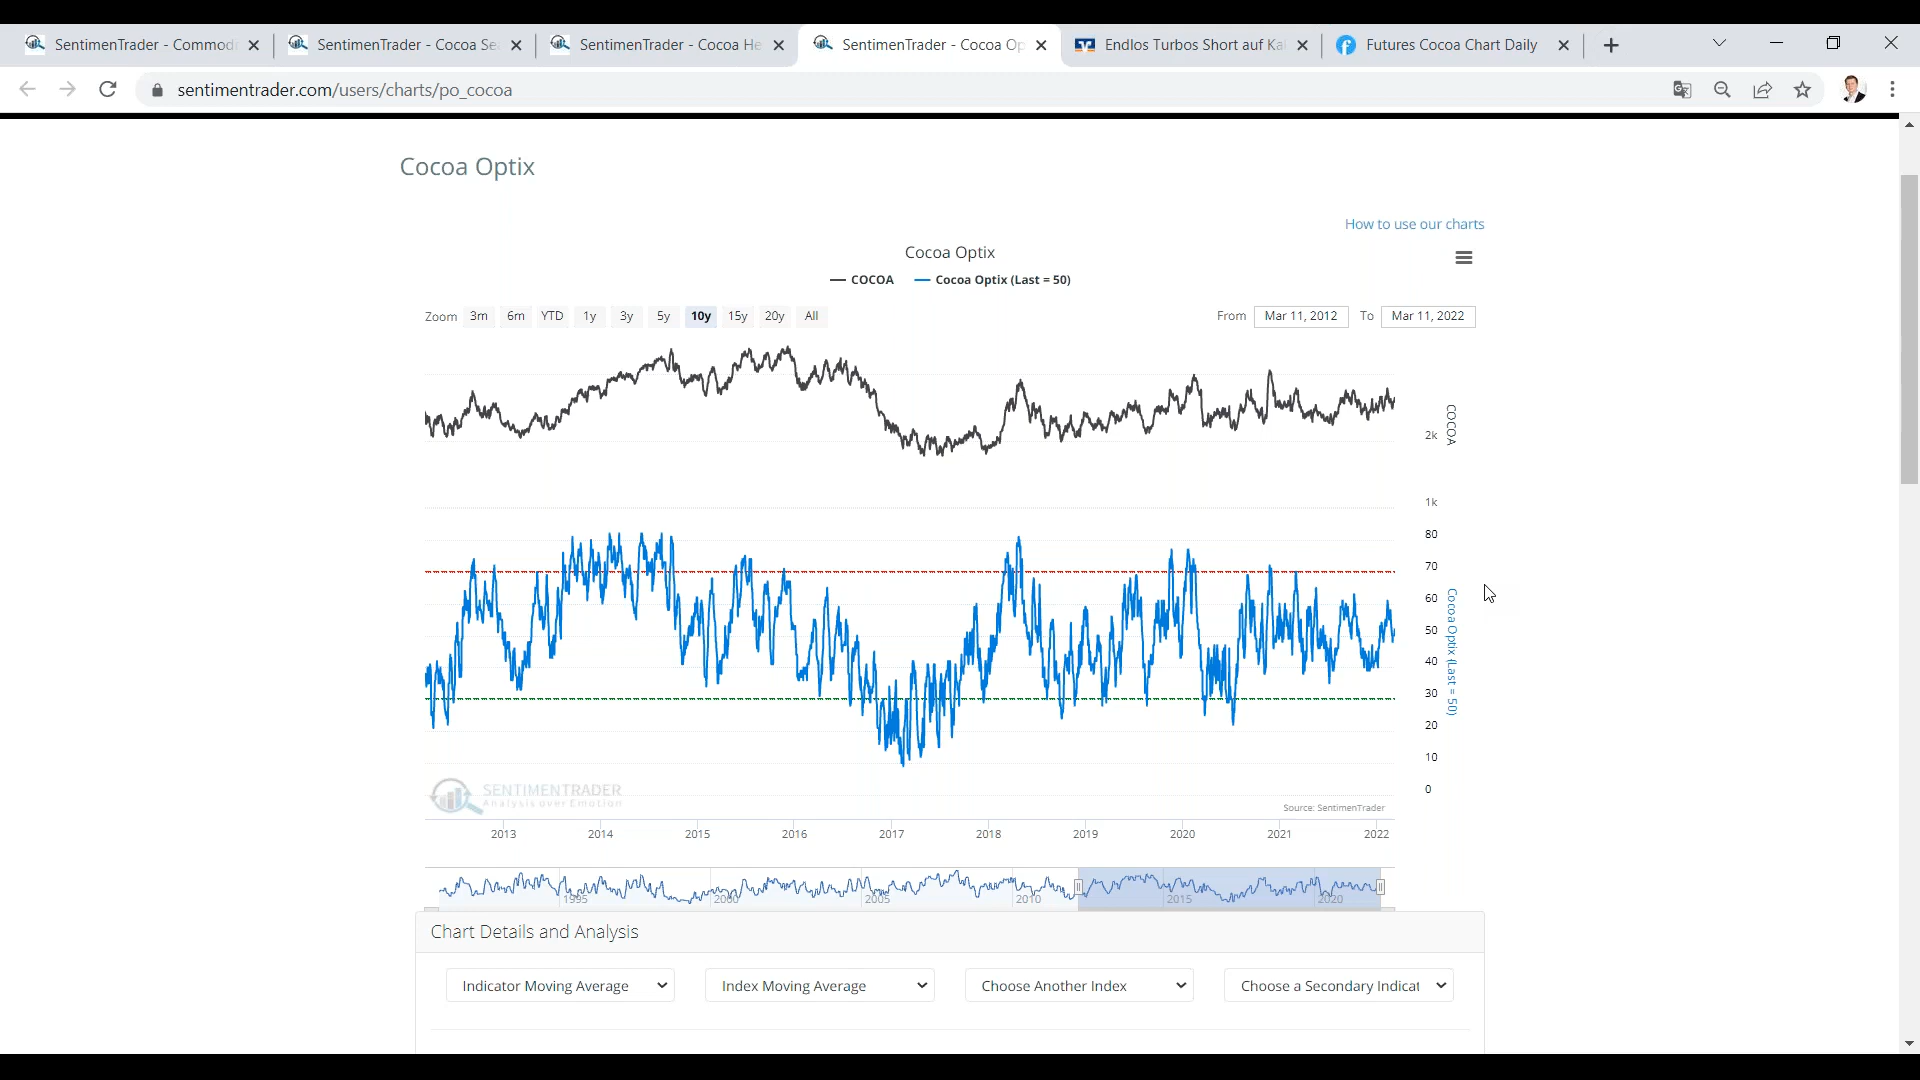 SentimenTrader - Commod
SentimenTrader - Cocoa Se
SentimenTrader - Cocoa He
SentimenTrader - Cocoa Op
Endlos Turbos Short auf Ka
Futures Cocoa Chart Daily
sentimentrader.com/users/charts/po_cocoa
Cocoa Optix
How to use our charts
Cocoa Optix
COCOA
Cocoa Optix (Last = 50)
Zoom 3m 6m YTD 1y 3y 5y 10y 15y 20y All
From Mar 11, 2012 To Mar 11, 2022
COCOA
2k
1k
80
70
60
50
40
30
20
10
0
Cocoa Optix (Last = 50)
SENTIMENTRADER
Analysis over Emotion
Source: SentimenTrader
2013 2014 2015 2016 2017 2018 2019 2020 2021 2022
1995 2000 2005 2010 2015 2020
Chart Details and Analysis
Indicator Moving Average
Index Moving Average
Choose Another Index
Choose a Secondary Indicat